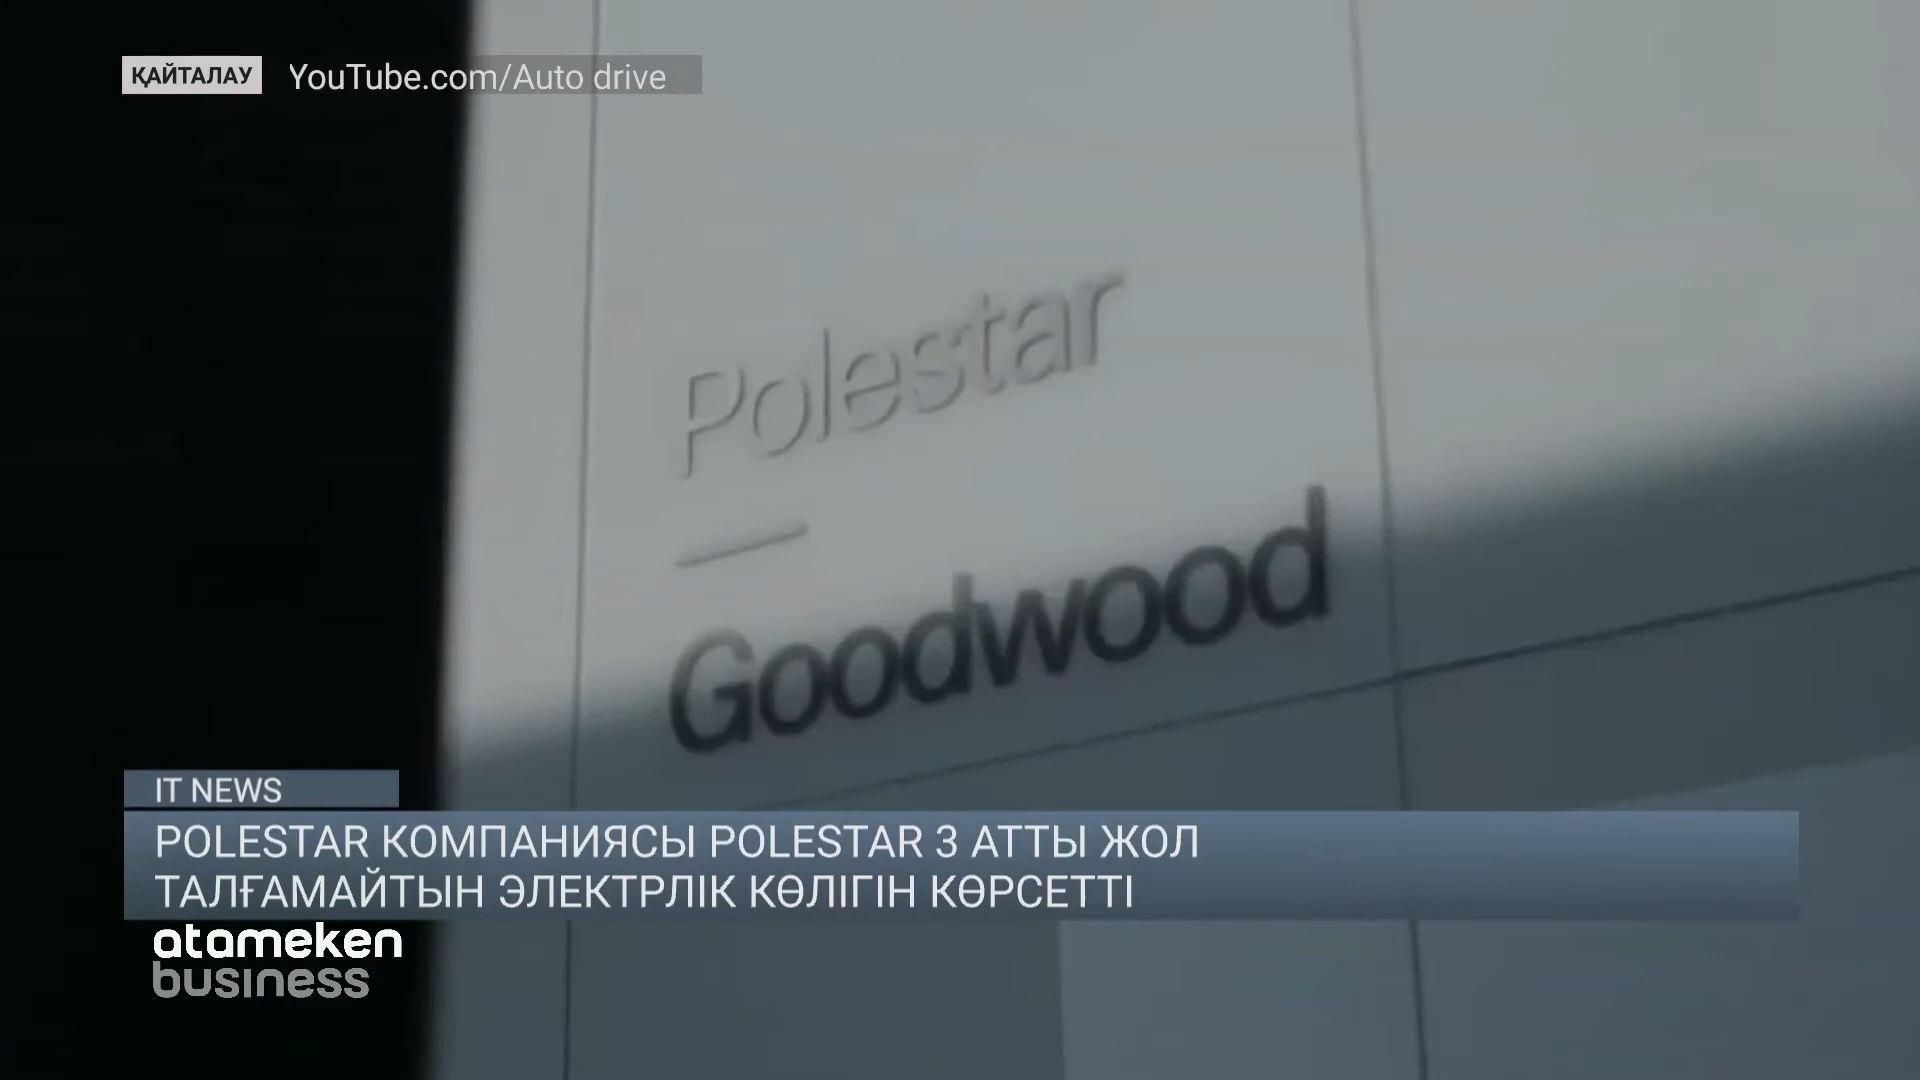 ҚАЙТАЛАУ YouTube.com/Auto drive
Polestar
Goodwood
IT NEWS
POLESTAR КОМПАНИЯСЫ POLESTAR 3 АТТЫ ЖОЛ
ТАЛҒАМАЙТЫН ЭЛЕКТРЛІК КӨЛІГІН КӨРСЕТТІ
atameken
business